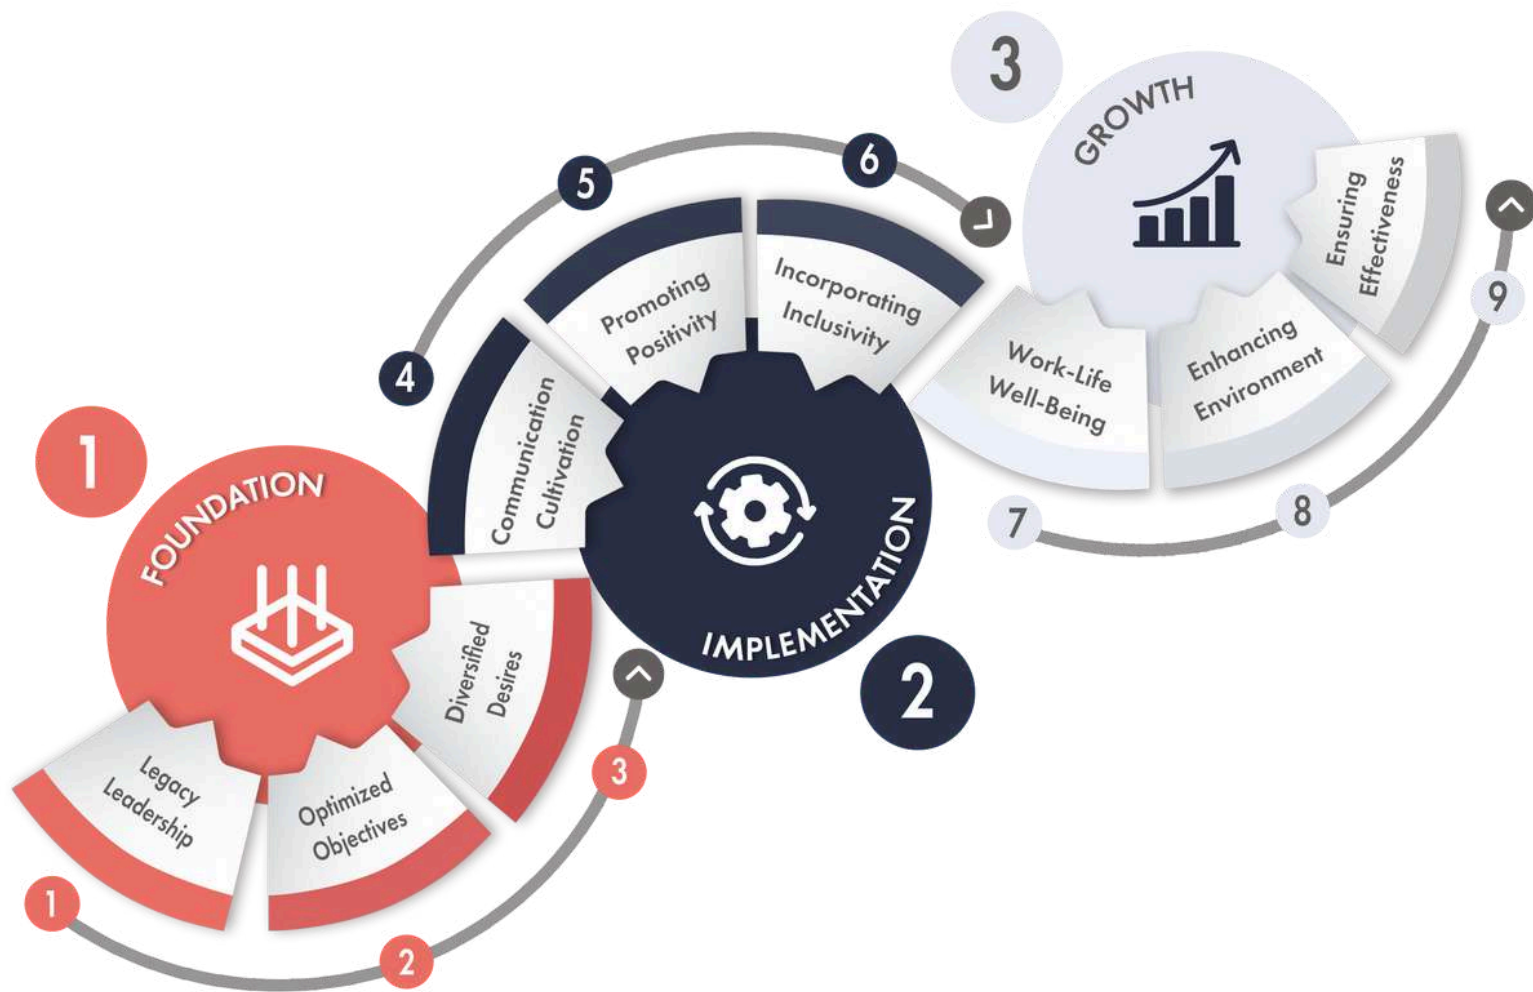 1
FOUNDATION
Legacy
Leadership
Optimized
Objectives
Diversified
Desires
1
2
3
2
IMPLEMENTATION
Communication
Cultivation
Promoting
Positivity
Incorporating
Inclusivity
4
5
6
3
GROWTH
Work-Life
Well-Being
Enhancing
Environment
Ensuring
Effectiveness
7
8
9